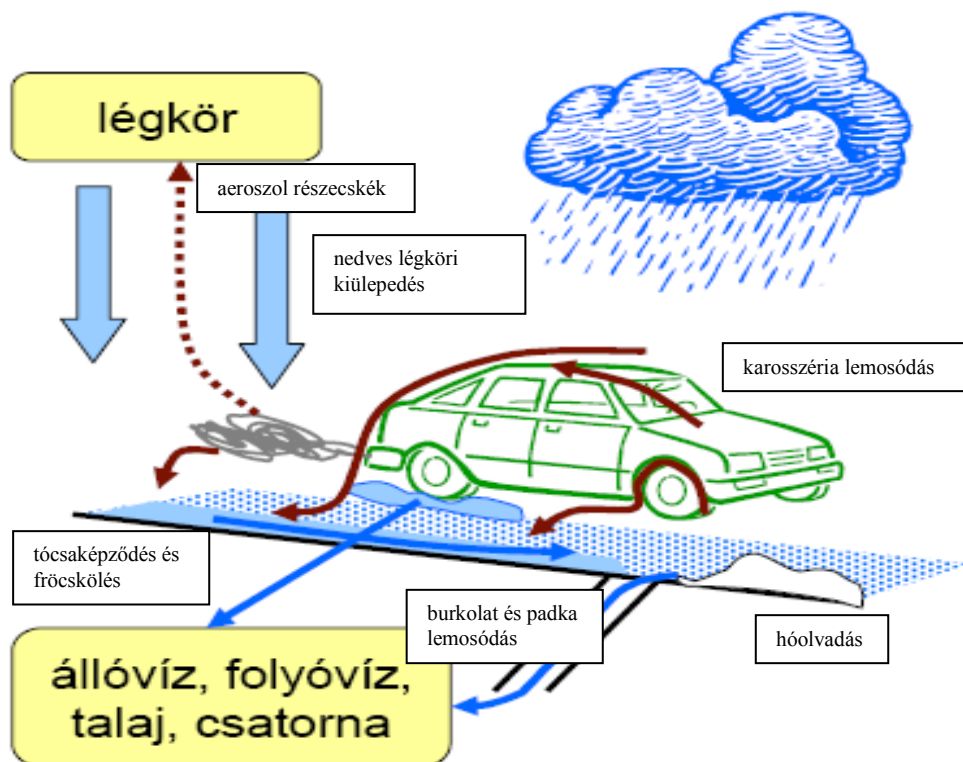 légkör
aeroszol részecskék
nedves légköri
kiülepedés
karosszéria lemosódás
tócsaképződés és
fröcskölés
burkolat és padka
lemosódás
hóolvadás
állóvíz, folyóvíz,
talaj, csatorna